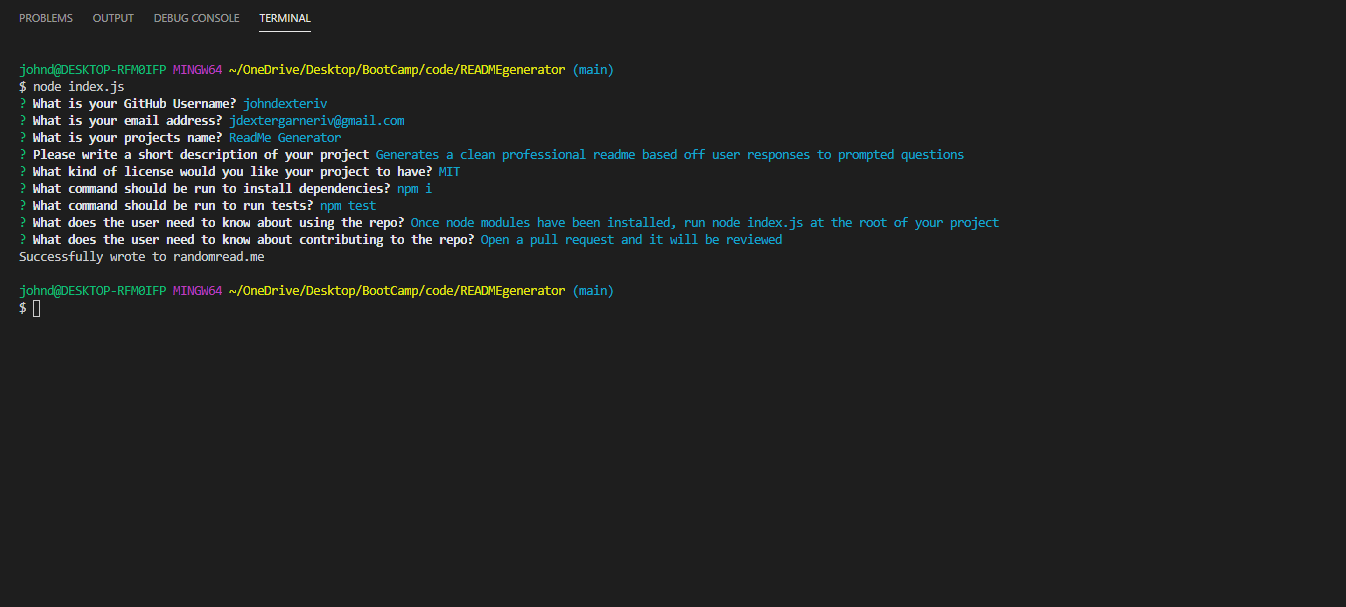 PROBLEMS OUTPUT DEBUG CONSOLE TERMINAL
johnd@DESKTOP-RFM0IFP MINGW64 ~/OneDrive/Desktop/BootCamp/code/READMEgenerator (main)
$ node index.js
? What is your GitHub Username? johndexteriv
? What is your email address? jdextergarneriv@gmail.com
? What is your projects name? ReadMe Generator
? Please write a short description of your project Generates a clean professional readme based off user responses to prompted questions
? What kind of license would you like your project to have? MIT
? What command should be run to install dependencies? npm i
? What command should be run to run tests? npm test
? What does the user need to know about using the repo? Once node modules have been installed, run node index.js at the root of your project
? What does the user need to know about contributing to the repo? Open a pull request and it will be reviewed
Successfully wrote to randomread.me
johnd@DESKTOP-RFM0IFP MINGW64 ~/OneDrive/Desktop/BootCamp/code/READMEgenerator (main)
$